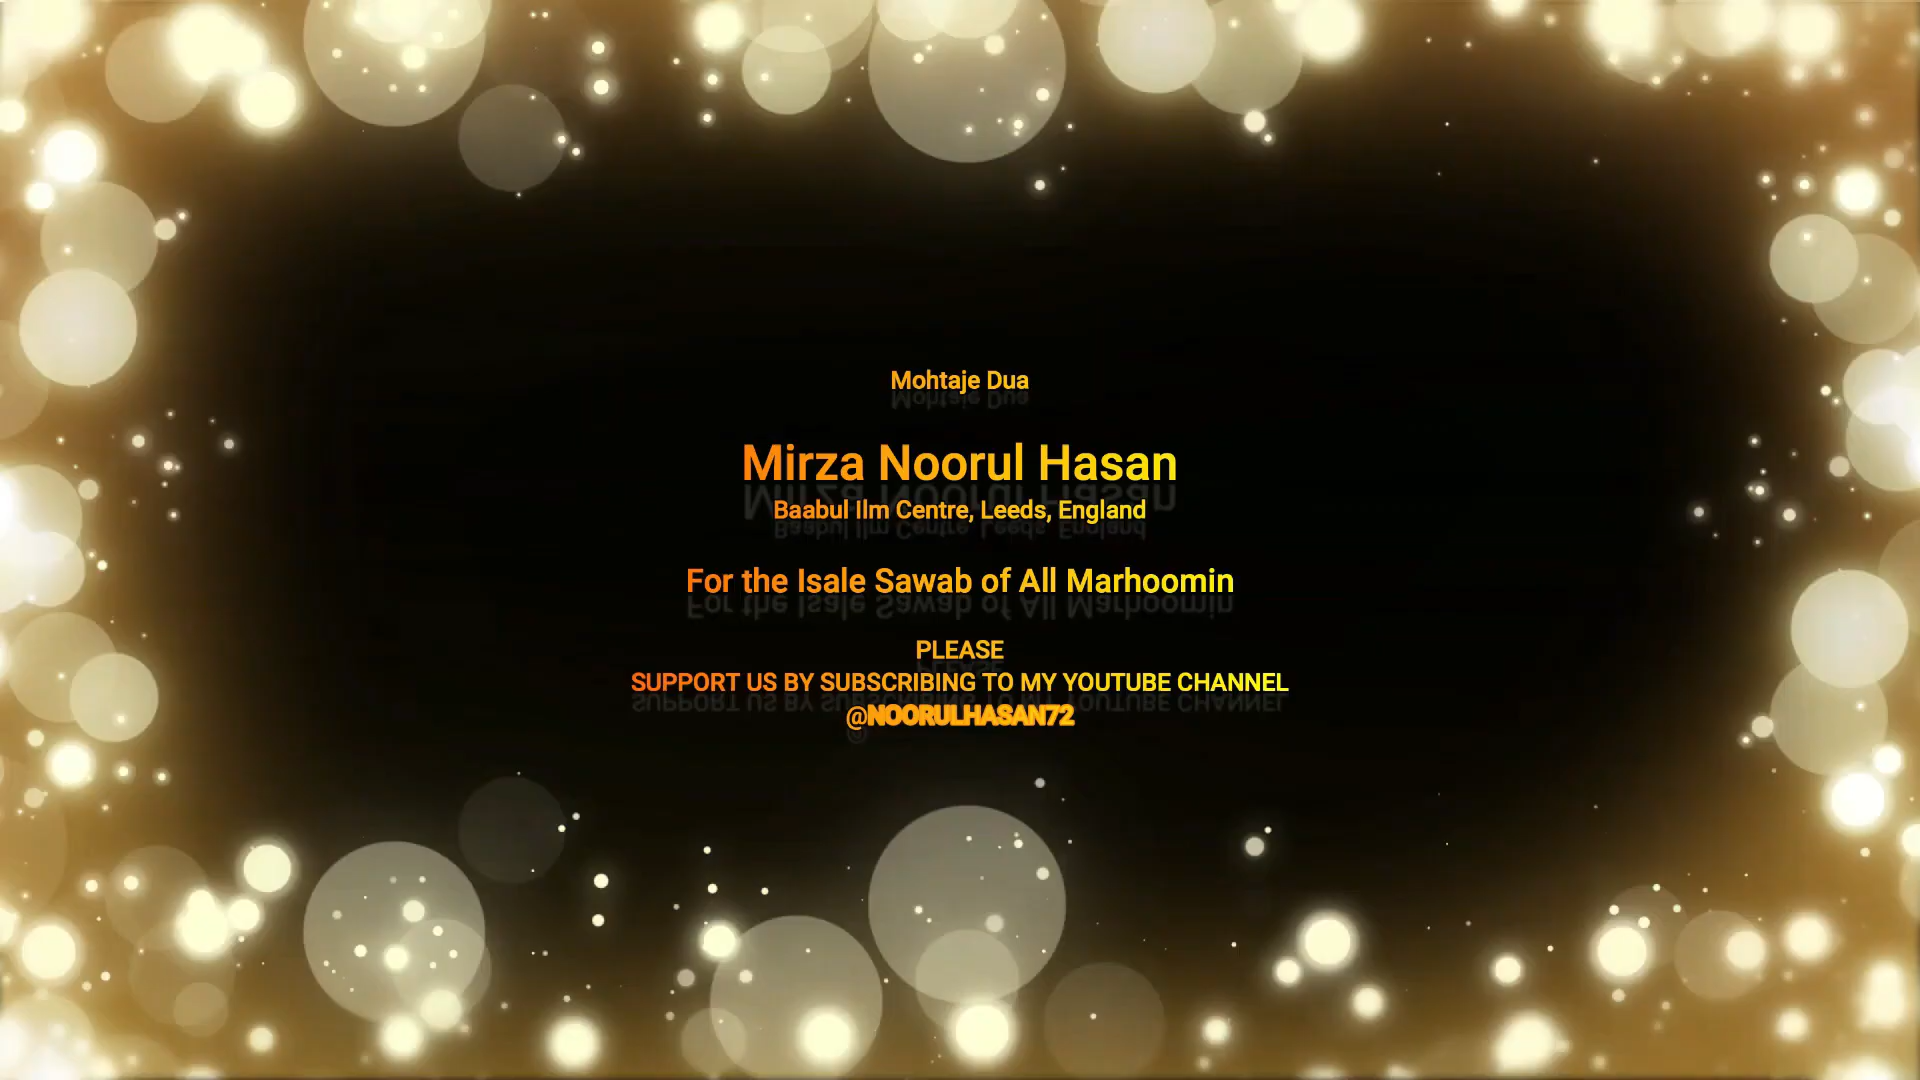 Mohtaje Dua
Mirza Noorul Hasan
Baabul Ilm Centre, Leeds, England
For the Isale Sawab of All Marhoomin
PLEASE
SUPPORT US BY SUBSCRIBING TO MY YOUTUBE CHANNEL
@NOORULHASAN72